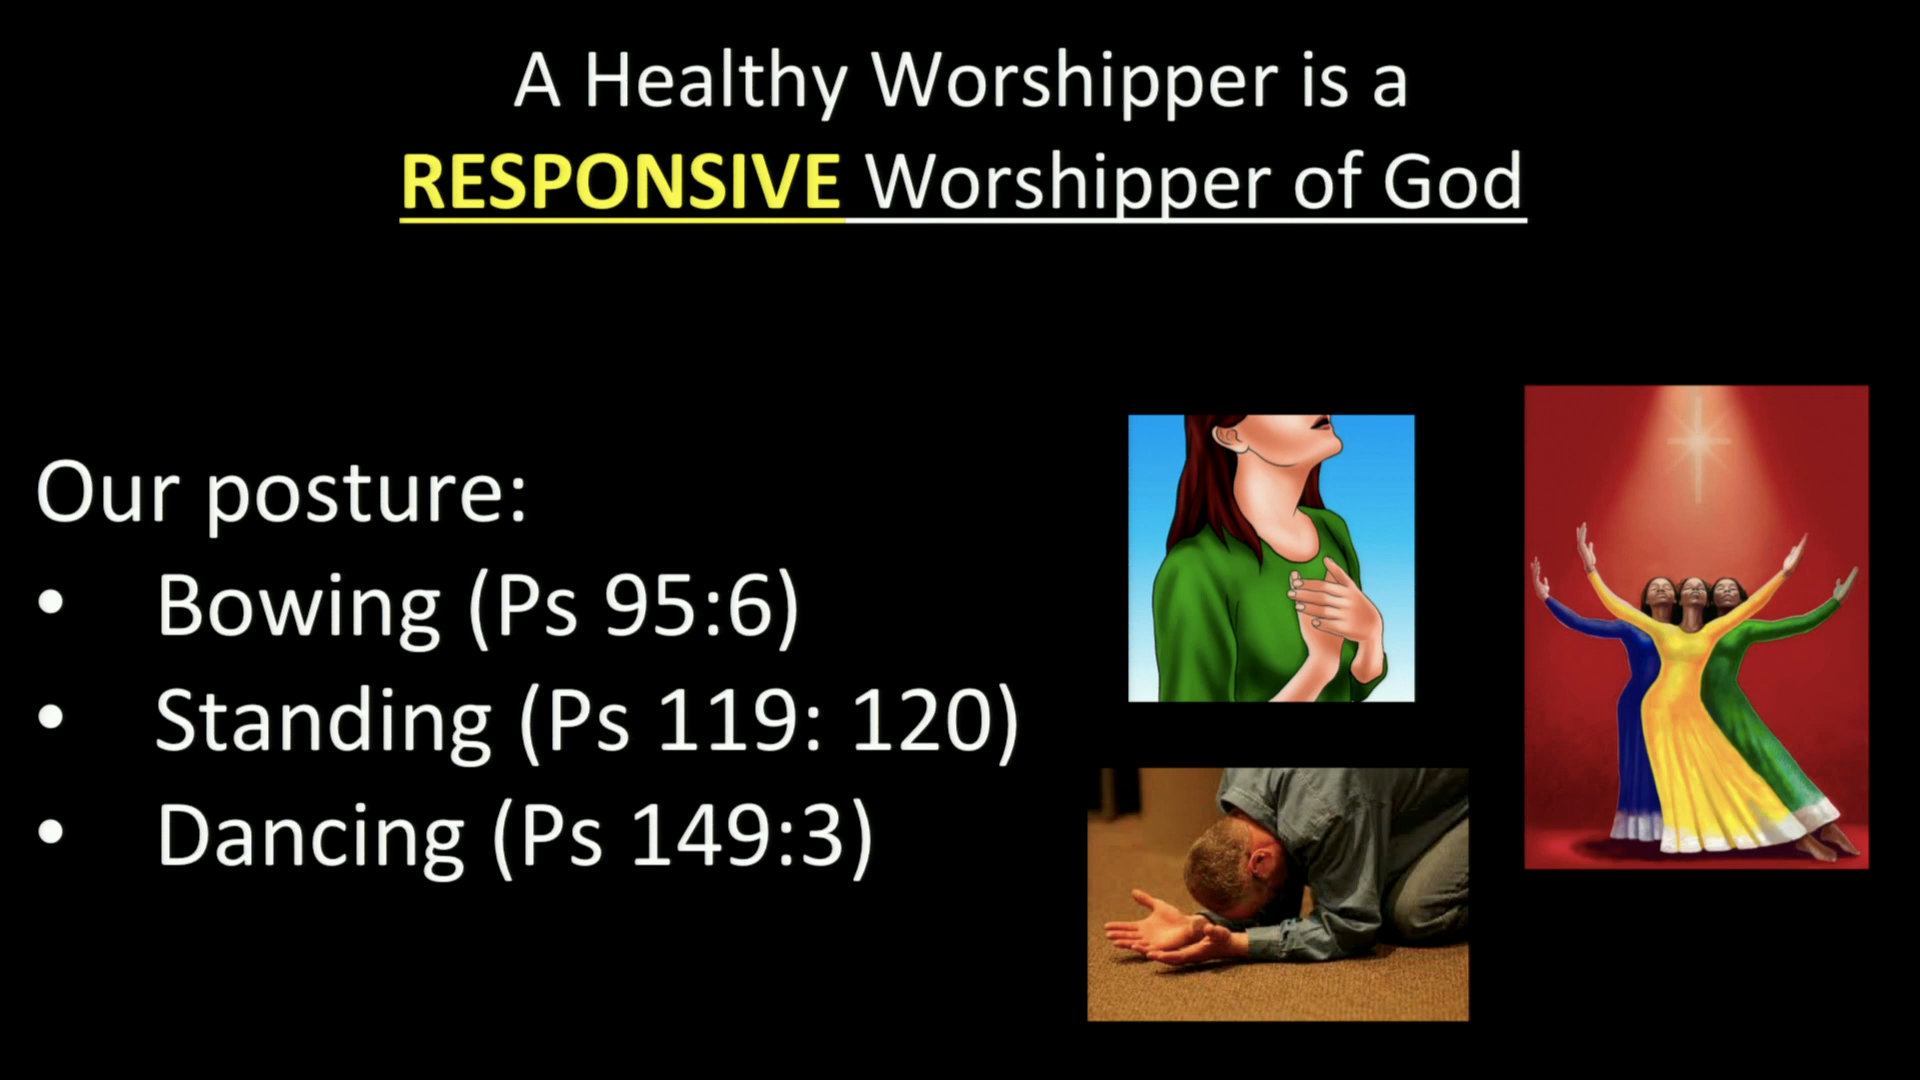 A Healthy Worshipper is a
RESPONSIVE Worshipper of God
Our posture:
• Bowing (Ps 95:6)
• Standing (Ps 119: 120)
• Dancing (Ps 149:3)